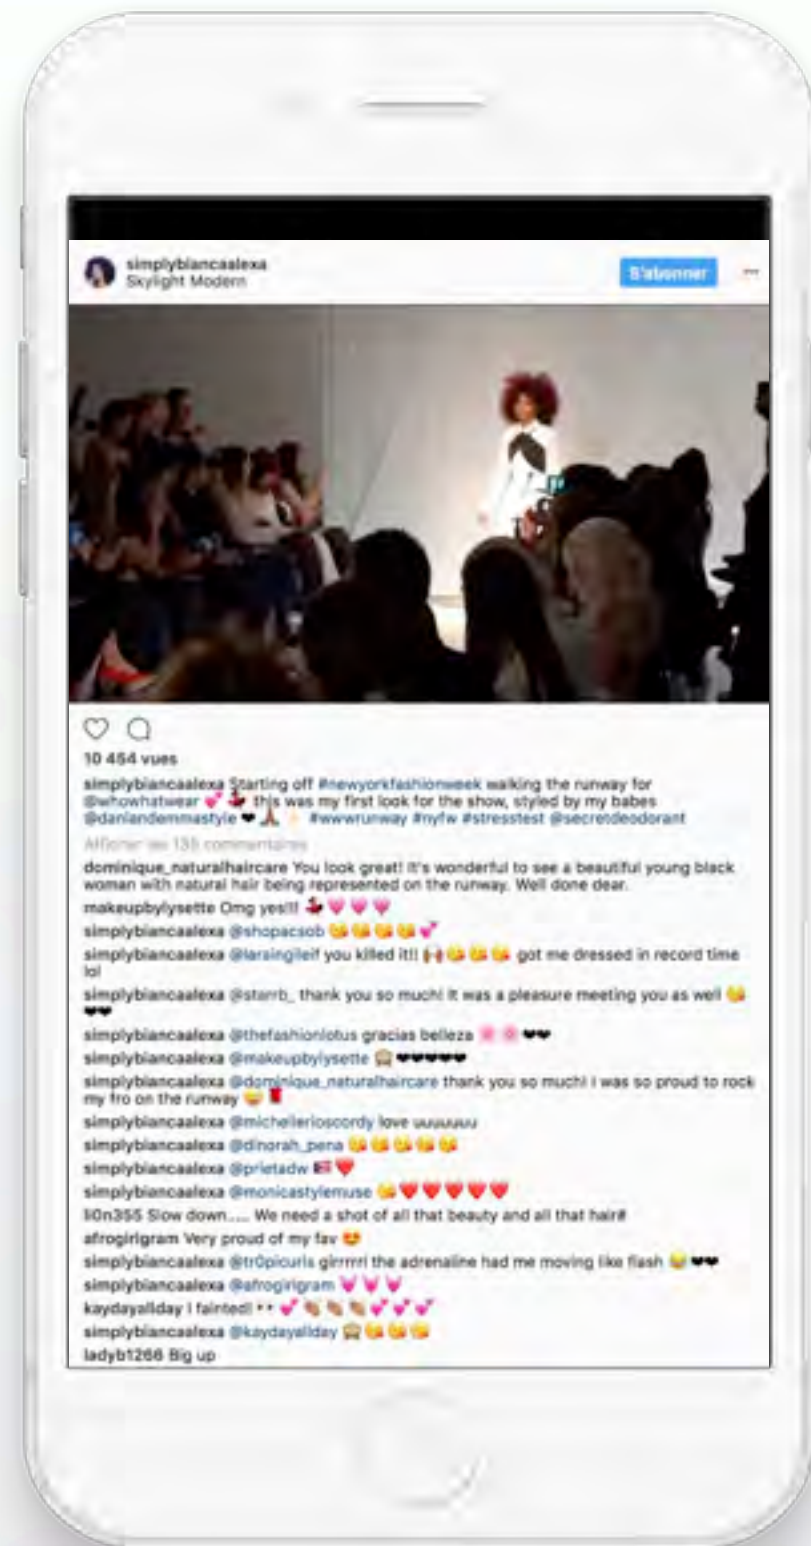 simplybiancaalexa
Skylight Modern
S'abonner
10 454 vues
simplybiancaalexa Starting off #newyorkfashionweek walking the runway for
@whowhatwear 💕 💃 this was my first look for the show, styled by my babes
@daniandemmastyle #wwwrunway #nyfw #stresstest @secretdeodorant
Afficher les 135 commentaires
dominique_naturalhaircare You look great! It's wonderful to see a beautiful young black
woman with natural hair being represented on the runway. Well done dear.
makeupbylysette Omg yes!!!
simplybiancaalexa @shopacsob
simplybiancaalexa @laraingileif you killed it!! got me dressed in record time
lol
simplybiancaalexa @starrb_ thank you so much! It was a pleasure meeting you as well
simplybiancaalexa @thefashionlotus gracias belleza
simplybiancaalexa @makeupbylysette
simplybiancaalexa @dominique_naturalhaircare thank you so much! I was so proud to rock
my fro on the runway
simplybiancaalexa @michellerioscordy love uuuuuuu
simplybiancaalexa @dinorah_pena
simplybiancaalexa @prietadw
simplybiancaalexa @monicastylemuse
li0n355 Slow down..... We need a shot of all that beauty and all that hair#
afrogirlgram Very proud of my fav
simplybiancaalexa @tr0picurls girrrrl the adrenaline had me moving like flash
simplybiancaalexa @afrogirlgram
kaydayallday I fainted!
simplybiancaalexa @kaydayallday
ladyb1266 Big up